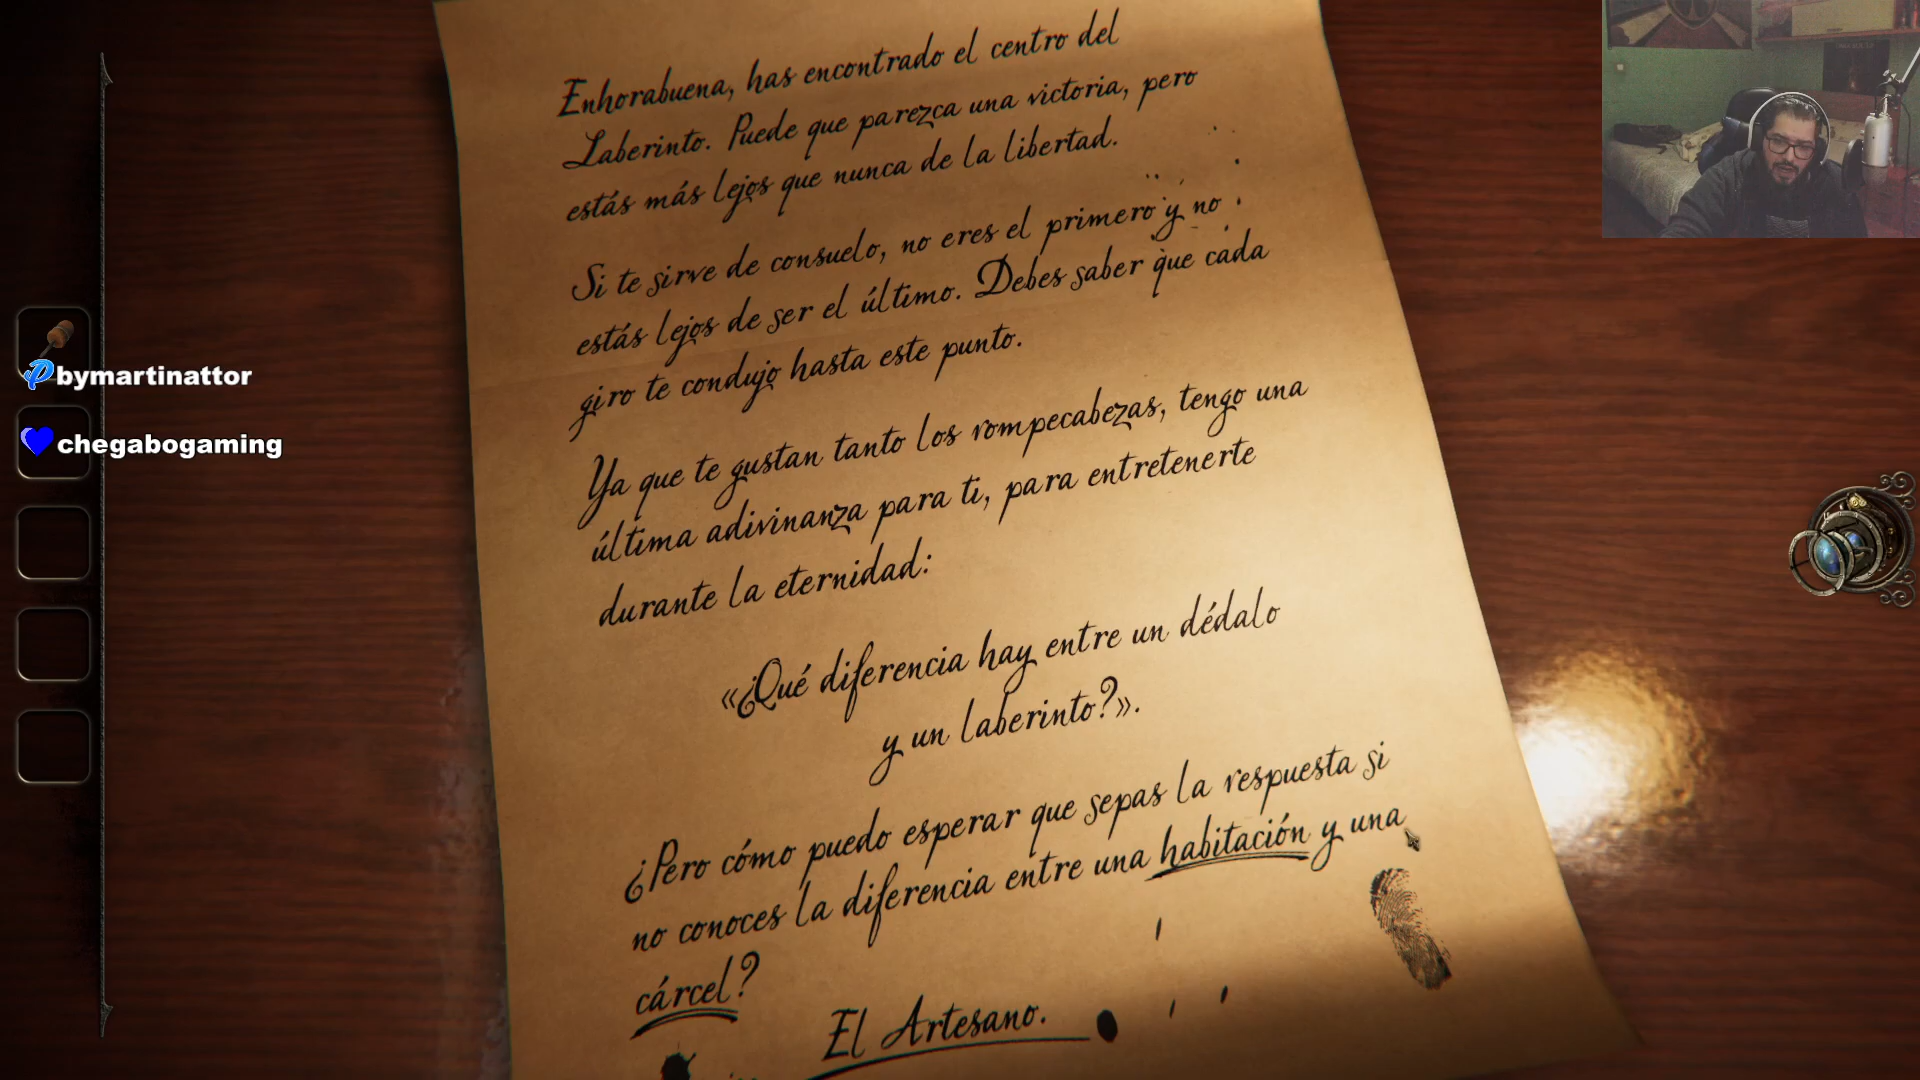 Enhorabuena, has encontrado el centro del
Laberinto. Puede que parezca una victoria, pero
estás más lejos que nunca de la libertad.
Si te sirve de consuelo, no eres el primero y no
estás lejos de ser el último. Debes saber que cada
giro te condujo hasta este punto.
Ya que te gustan tanto los rompecabezas, tengo una
última adivinanza para ti, para entretenerte
durante la eternidad:
«¿Qué diferencia hay entre un dédalo
y un laberinto?».
¿Pero cómo puedo esperar que sepas la respuesta si
no conoces la diferencia entre una habitación y una
cárcel?
El Artesano.
bymartinattor
chegabogaming